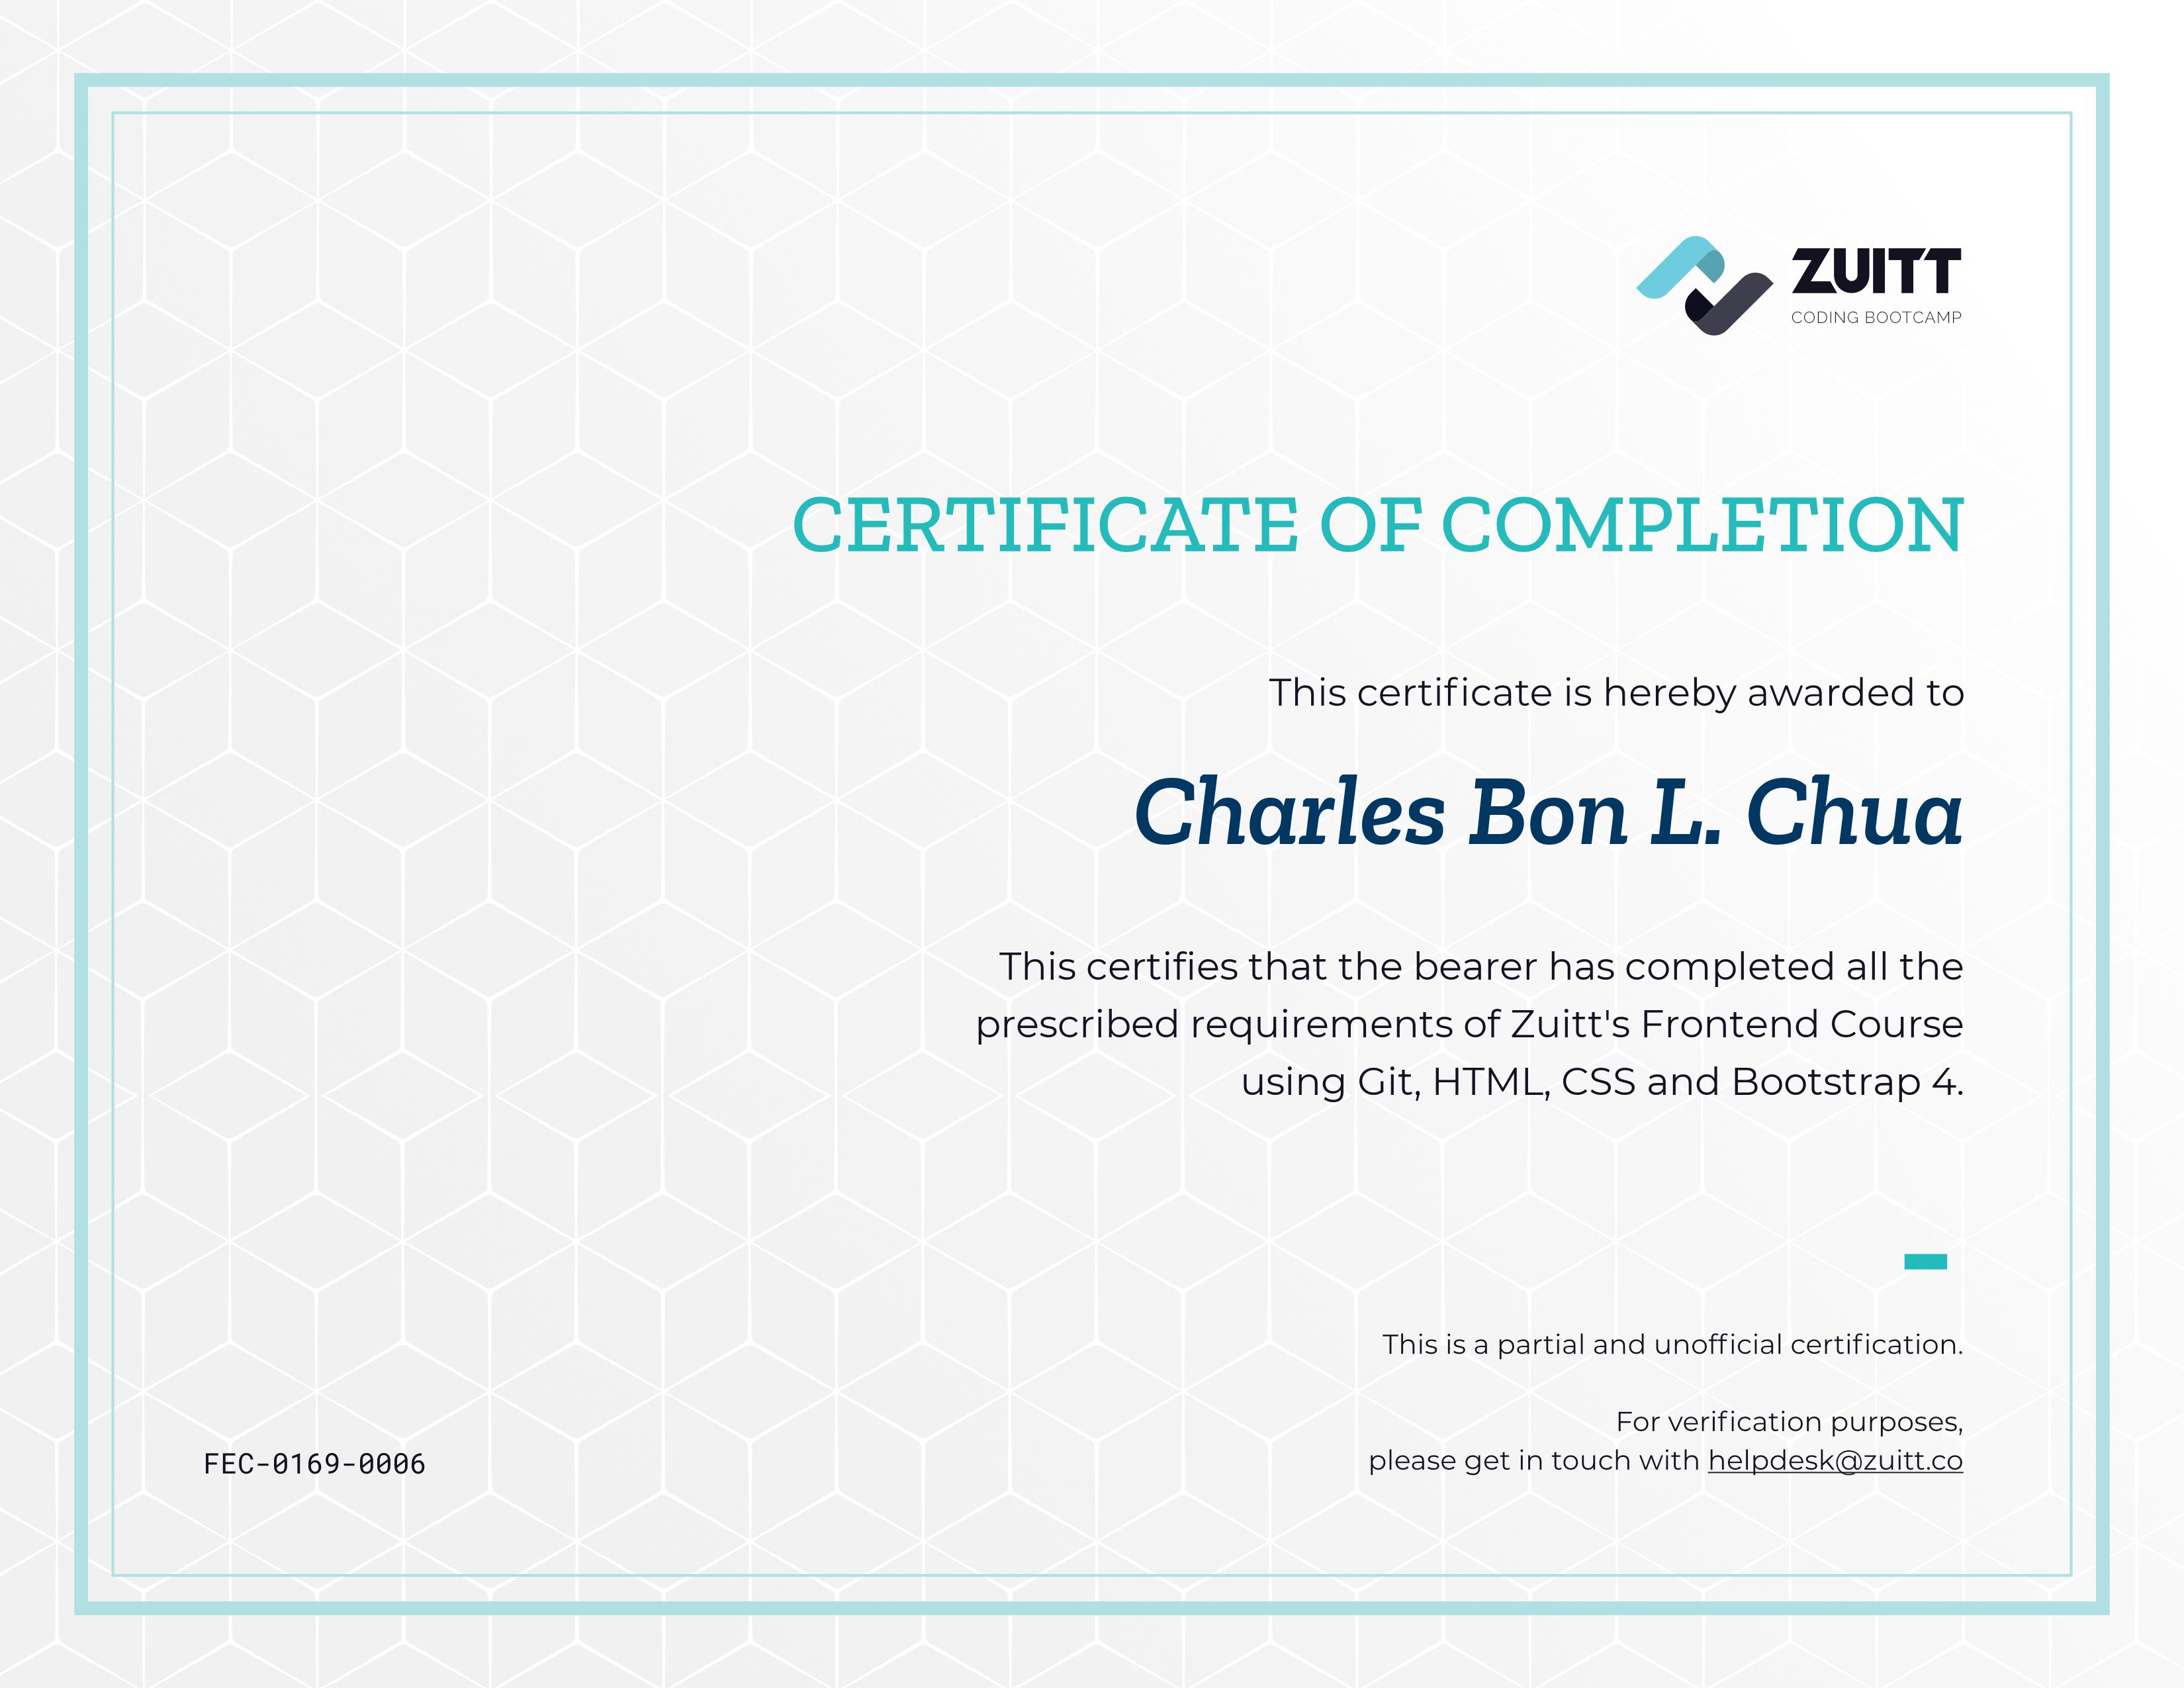 ZUITT
CODING BOOTCAMP
CERTIFICATE OF COMPLETION
This certificate is hereby awarded to
Charles Bon L. Chua
This certifies that the bearer has completed all the
prescribed requirements of Zuitt's Frontend Course
using Git, HTML, CSS and Bootstrap 4.
This is a partial and unofficial certification.
For verification purposes,
please get in touch with helpdesk@zuitt.co
FEC-0169-0006